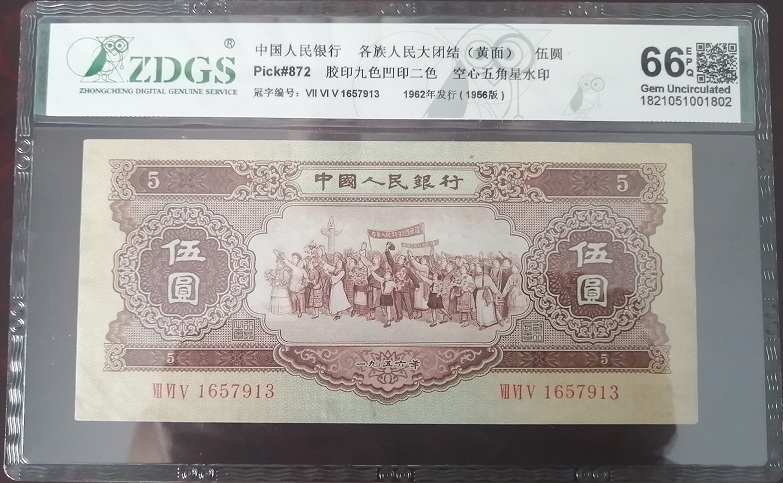 ZDGS®
ZHONGCHENG DIGITAL GENUINE SERVICE
中国人民银行 各族人民大团结（黄面） 伍圆
Pick#872 胶印九色凹印二色 空心五角星水印
冠字编号：VII VI V 1657913 1962年发行(1956版)
66 EPQ
Gem Uncirculated
1821051001802
5 中國人民銀行 5
伍圓 伍圓
5 一九五六年 5
VII VI V 1657913 VII VI V 1657913